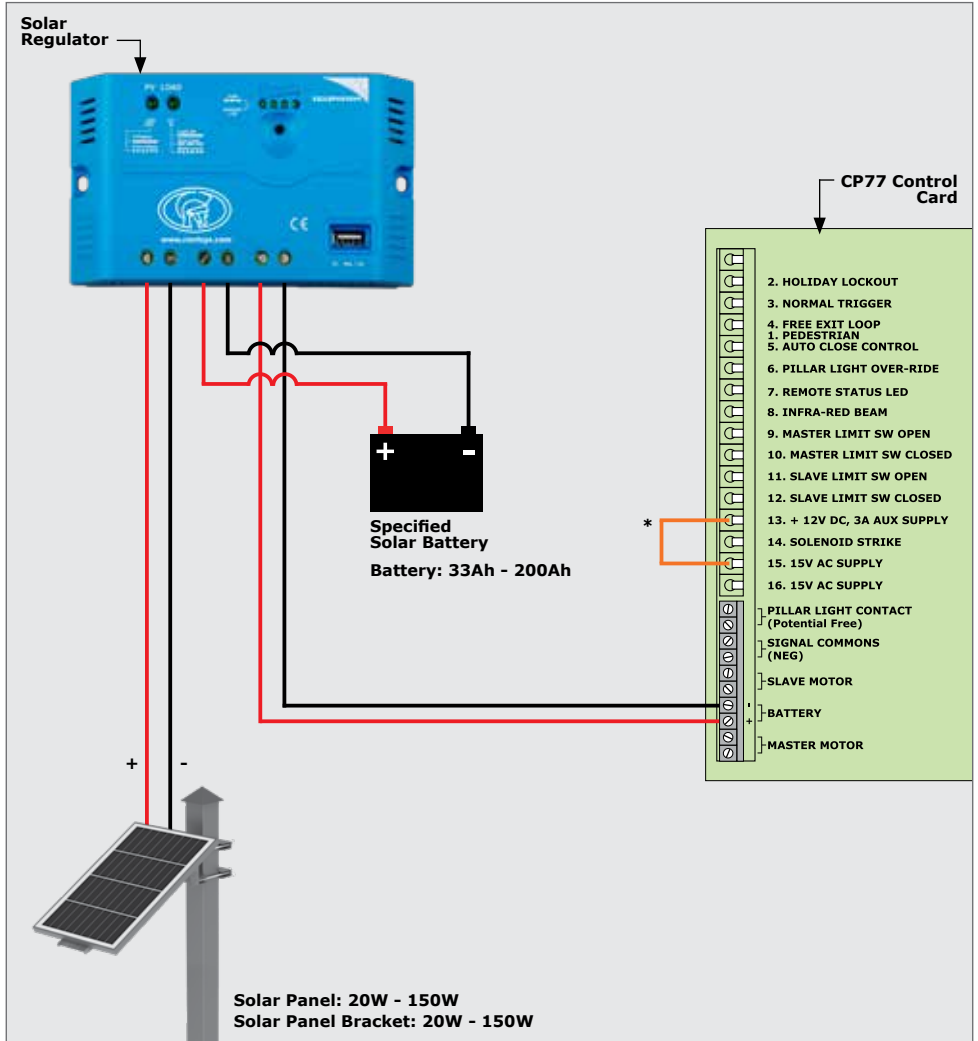 Solar
Regulator
PV LOAD
CE
www.centsys.com
CP77 Control
Card
2. HOLIDAY LOCKOUT
3. NORMAL TRIGGER
4. FREE EXIT LOOP
1. PEDESTRIAN
5. AUTO CLOSE CONTROL
6. PILLAR LIGHT OVER-RIDE
7. REMOTE STATUS LED
8. INFRA-RED BEAM
9. MASTER LIMIT SW OPEN
10. MASTER LIMIT SW CLOSED
11. SLAVE LIMIT SW OPEN
12. SLAVE LIMIT SW CLOSED
*
13. + 12V DC, 3A AUX SUPPLY
14. SOLENOID STRIKE
15. 15V AC SUPPLY
16. 15V AC SUPPLY
PILLAR LIGHT CONTACT
(Potential Free)
SIGNAL COMMONS
(NEG)
SLAVE MOTOR
-
BATTERY
+
MASTER MOTOR
+ -
Specified
Solar Battery
Battery: 33Ah - 200Ah
+ -
Solar Panel: 20W - 150W
Solar Panel Bracket: 20W - 150W